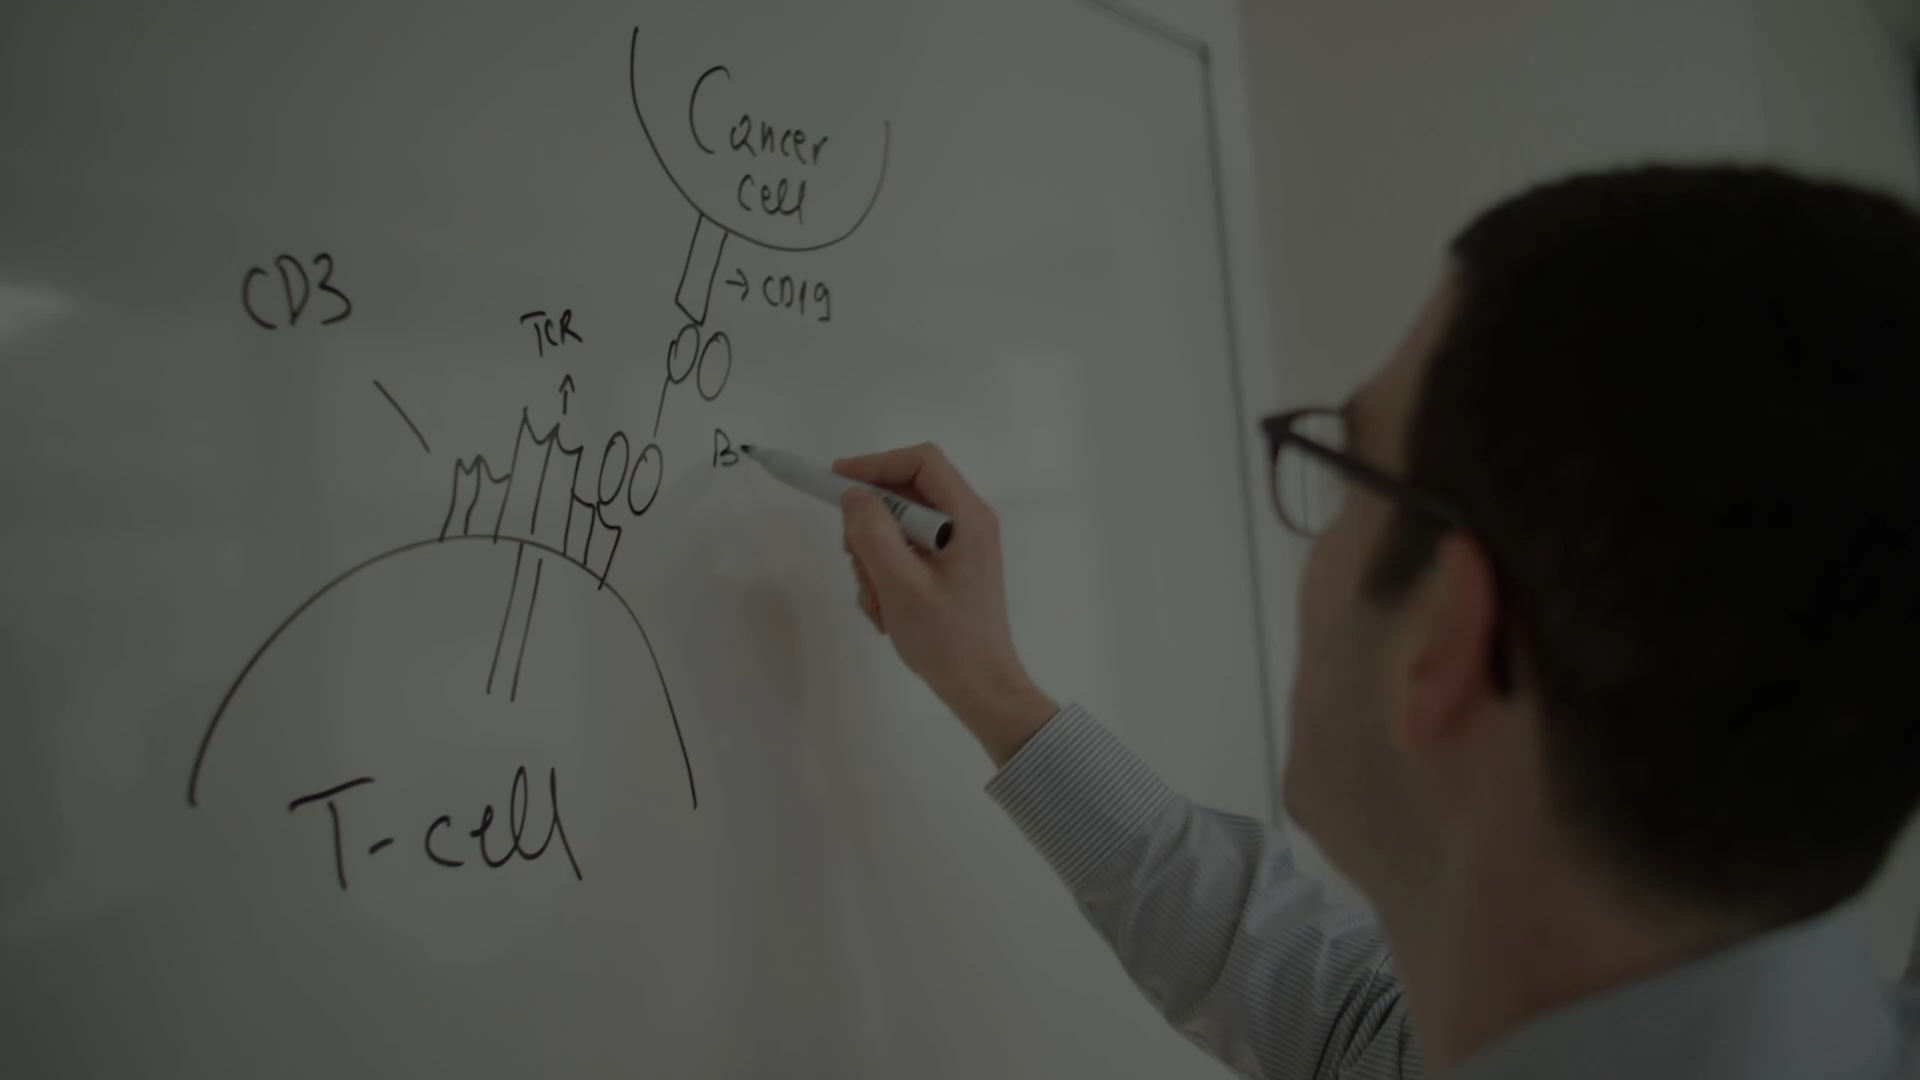 Cancer
Cell
→ CD19
CD3
TCR
B
T-cell